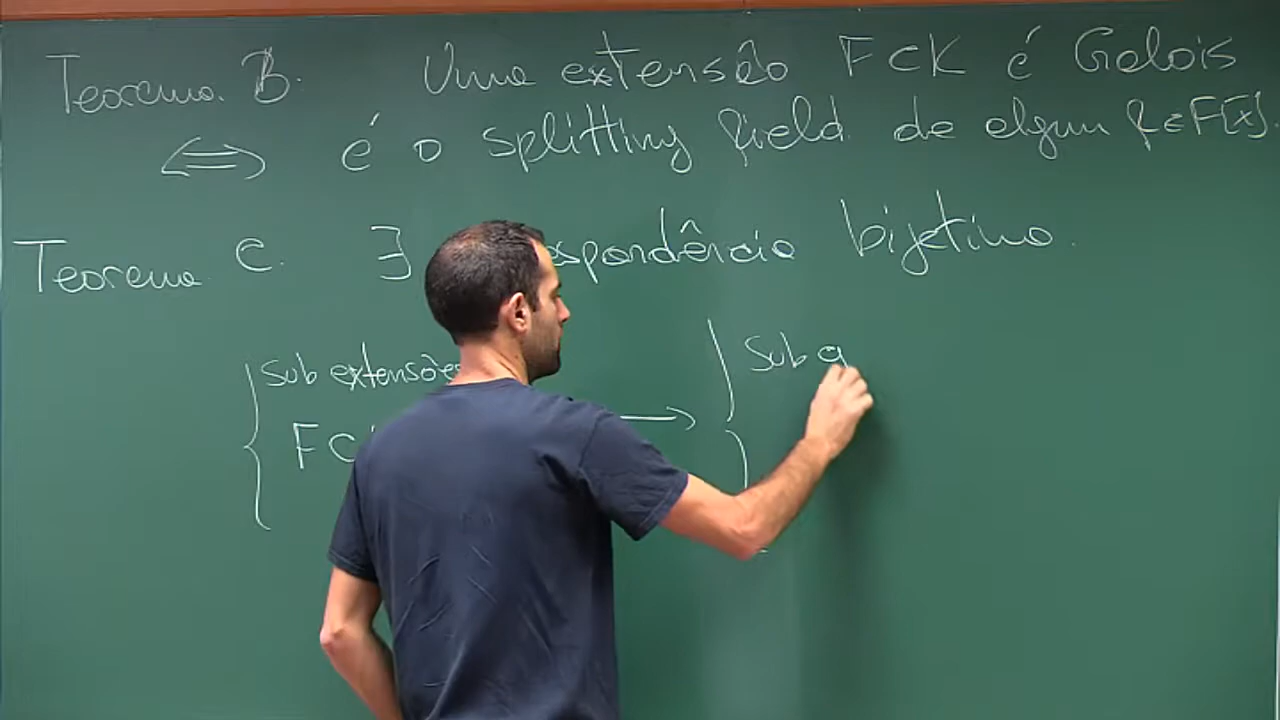 Teorema B. Uma extensão F⊂K é Galois
⟺ é o splitting field de algum f∈F[x].
Teorema C. ∃ espondência bijetiva.
{ Sub extensões → { Sub g
F⊂